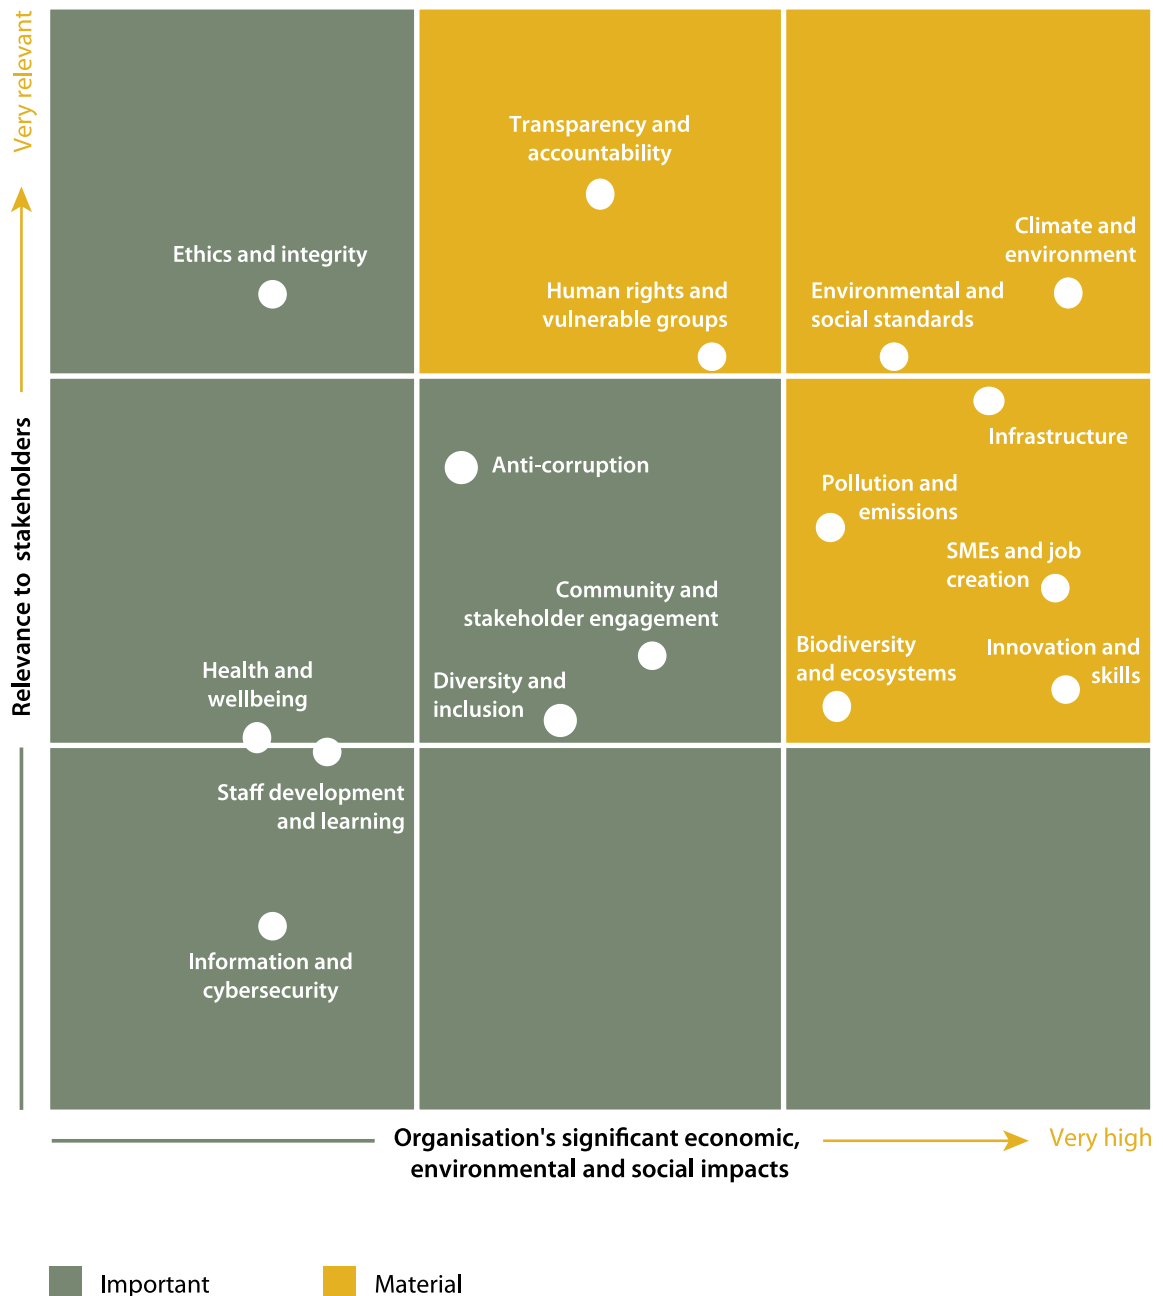 Very relevant
Relevance to stakeholders
Transparency and
accountability
Climate and
environment
Ethics and integrity
Human rights and
vulnerable groups
Environmental and
social standards
Infrastructure
Anti-corruption
Pollution and
emissions
SMEs and job
creation
Community and
stakeholder engagement
Biodiversity
and ecosystems
Innovation and
skills
Health and
wellbeing
Diversity and
inclusion
Staff development
and learning
Information and
cybersecurity
Organisation's significant economic,
environmental and social impacts
Very high
Important
Material